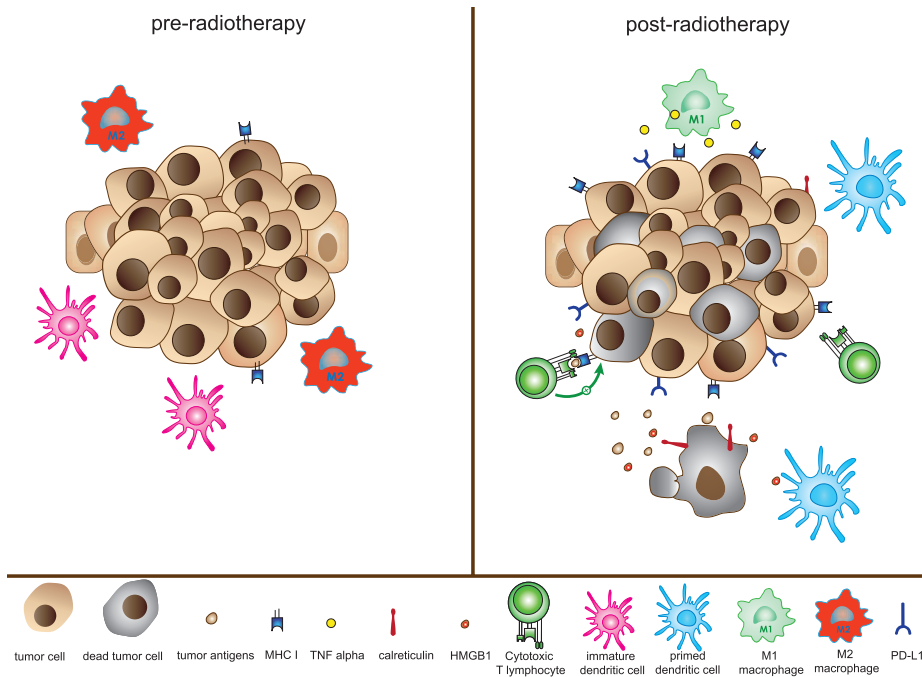 pre-radiotherapy
post-radiotherapy
M2
M1
M2
tumor cell
dead tumor cell
tumor antigens
MHC I
TNF alpha
calreticulin
HMGB1
Cytotoxic
T lymphocyte
immature
dendritic cell
primed
dendritic cell
M1
M1
macrophage
M2
M2
macrophage
PD-L1